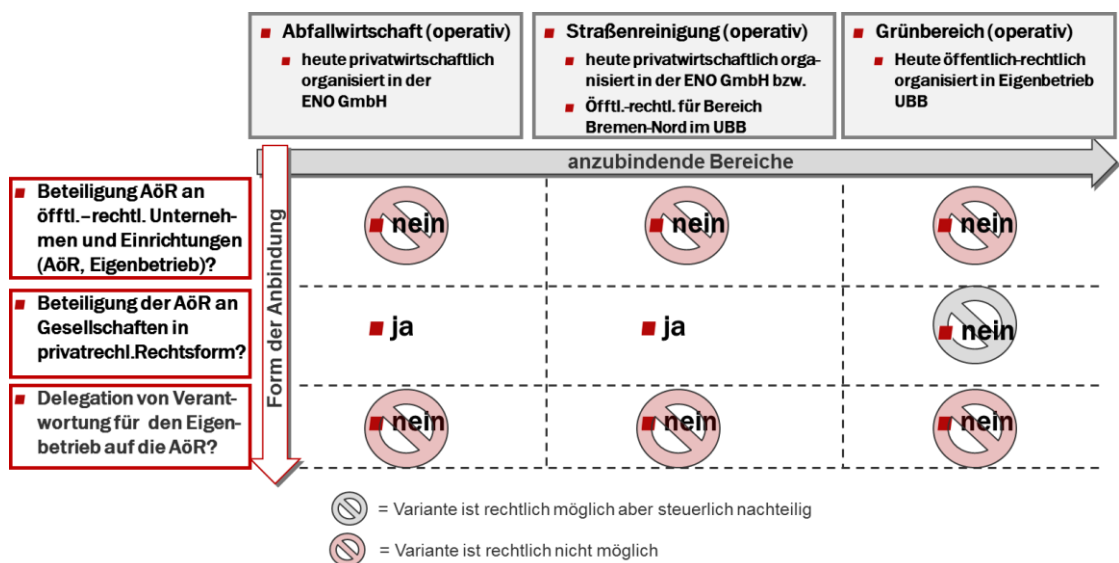 Abfallwirtschaft (operativ)
heute privatwirtschaftlich
organisiert in der
ENO GmbH
Straßenreinigung (operativ)
heute privatwirtschaftlich orga-
nisiert in der ENO GmbH bzw.
Öfftl.-rechtl. für Bereich
Bremen-Nord im UBB
Grünbereich (operativ)
Heute öffentlich-rechtlich
organisiert in Eigenbetrieb
UBB
anzubindende Bereiche
Form der Anbindung
Beteiligung AöR an
öfftl.–rechtl. Unterneh-
men und Einrichtungen
(AöR, Eigenbetrieb)?
nein
nein
nein
Beteiligung der AöR an
Gesellschaften in
privatrechl.Rechtsform?
ja
ja
nein
Delegation von Verant-
wortung für den Eigen-
betrieb auf die AöR?
nein
nein
nein
= Variante ist rechtlich möglich aber steuerlich nachteilig
= Variante ist rechtlich nicht möglich